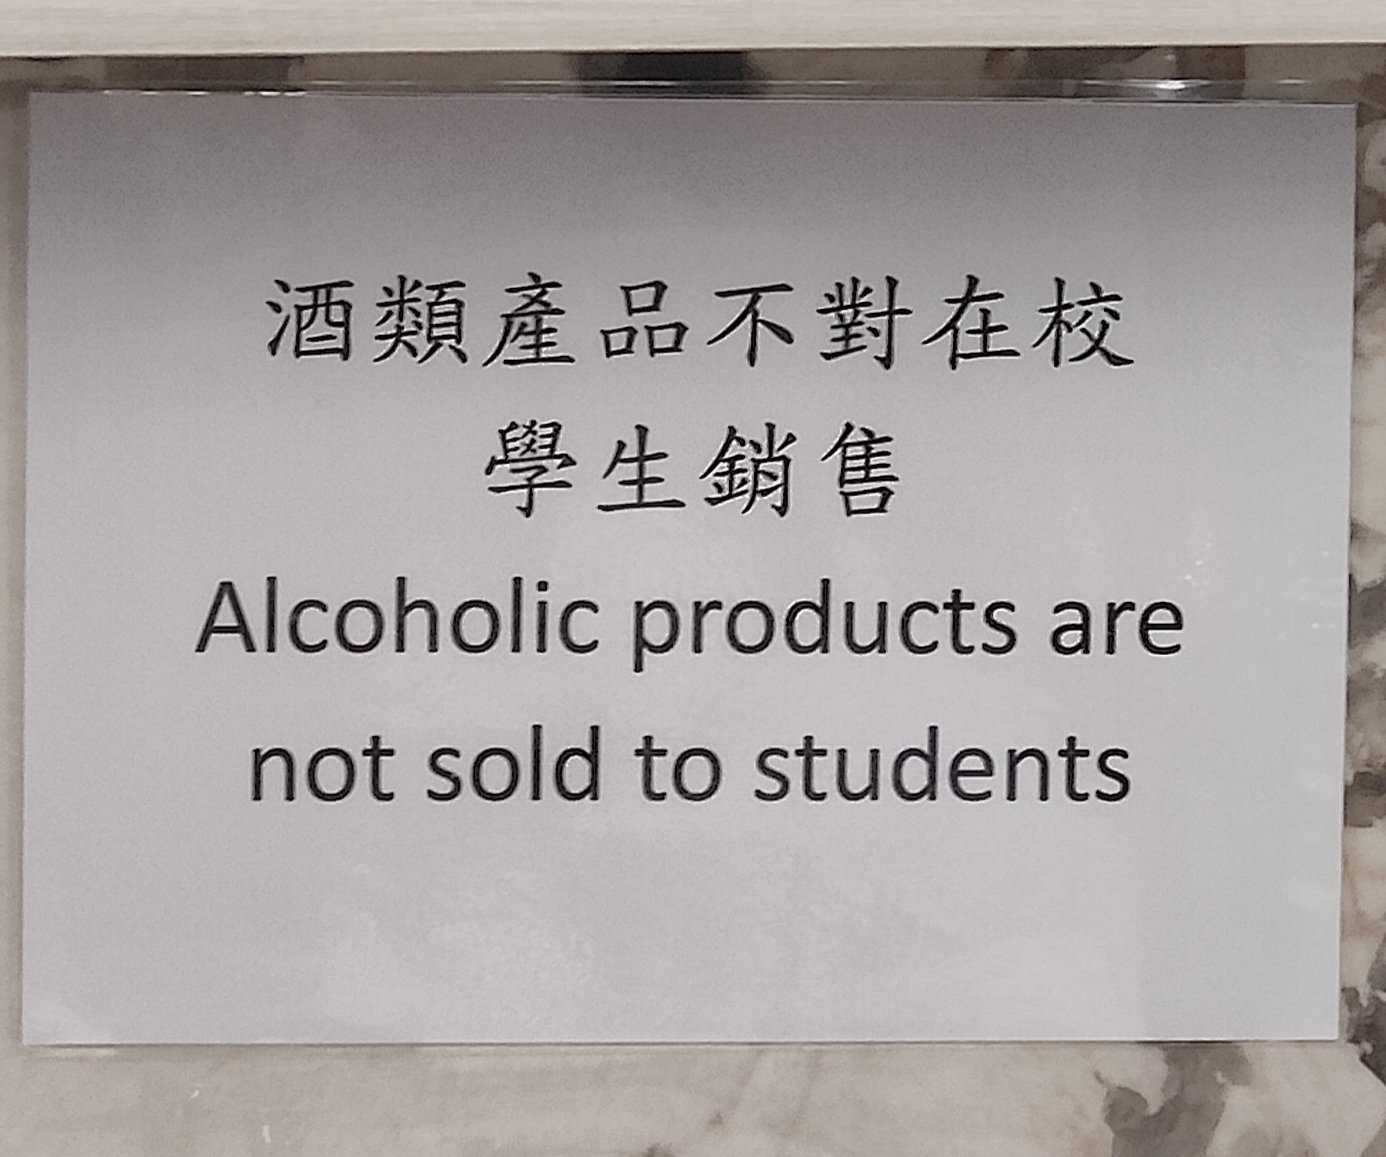 酒類產品不對在校
學生銷售
Alcoholic products are
not sold to students